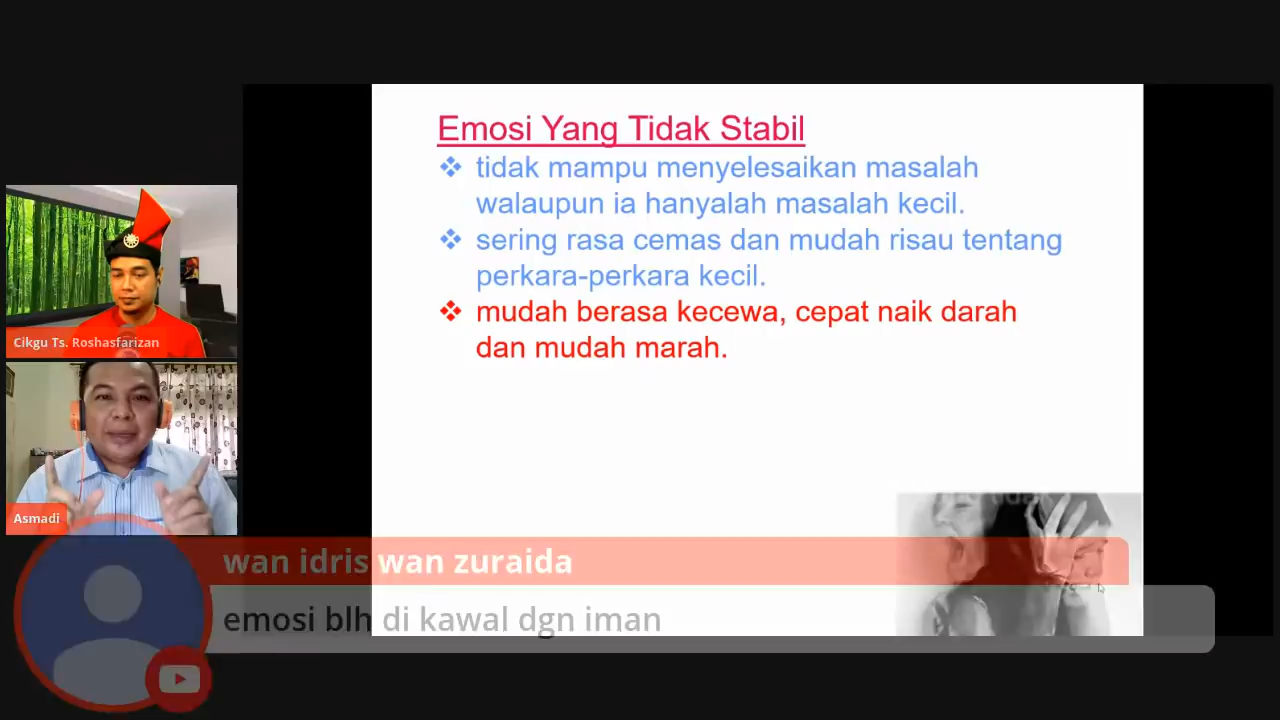 Emosi Yang Tidak Stabil
tidak mampu menyelesaikan masalah
walaupun ia hanyalah masalah kecil.
sering rasa cemas dan mudah risau tentang
perkara-perkara kecil.
mudah berasa kecewa, cepat naik darah
dan mudah marah.
Cikgu Ts. Roshasfarizan
Asmadi
wan idris wan zuraida
emosi blh di kawal dgn iman